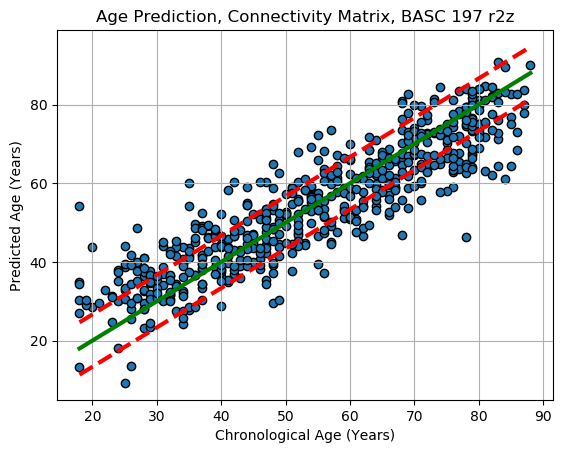 Age Prediction, Connectivity Matrix, BASC 197 r2z
80
60
40
20
Predicted Age (Years)
20 30 40 50 60 70 80 90
Chronological Age (Years)